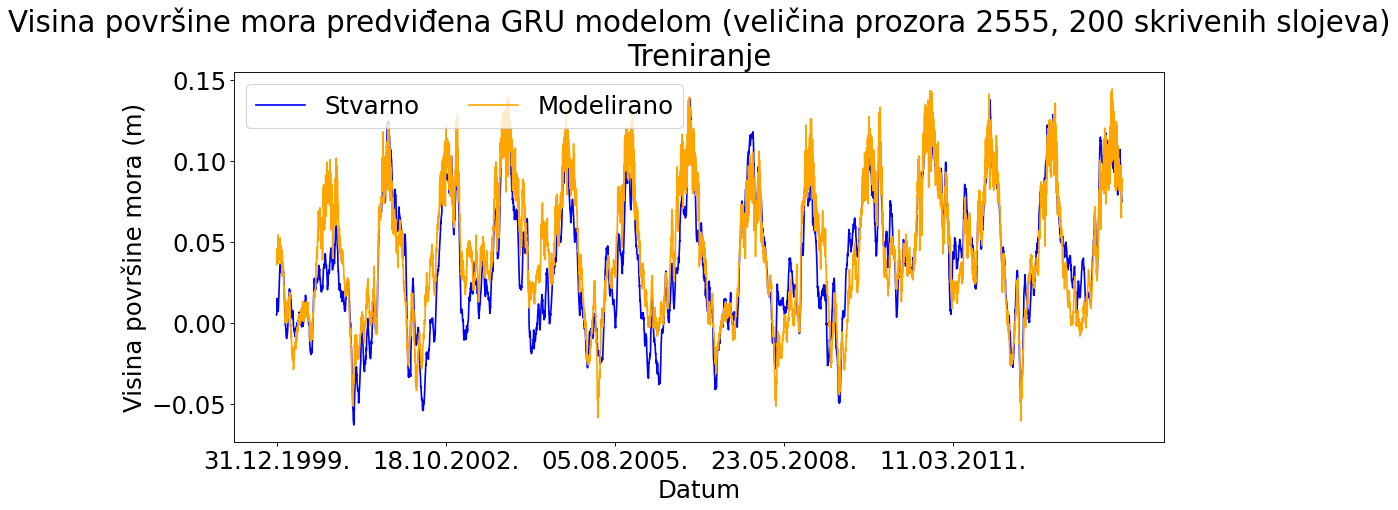 Visina površine mora predviđena GRU modelom (veličina prozora 2555, 200 skrivenih slojeva)
Treniranje
Stvarno
Modelirano
Visina površine mora (m)
0.15
0.10
0.05
0.00
−0.05
31.12.1999.
18.10.2002.
05.08.2005.
23.05.2008.
11.03.2011.
Datum